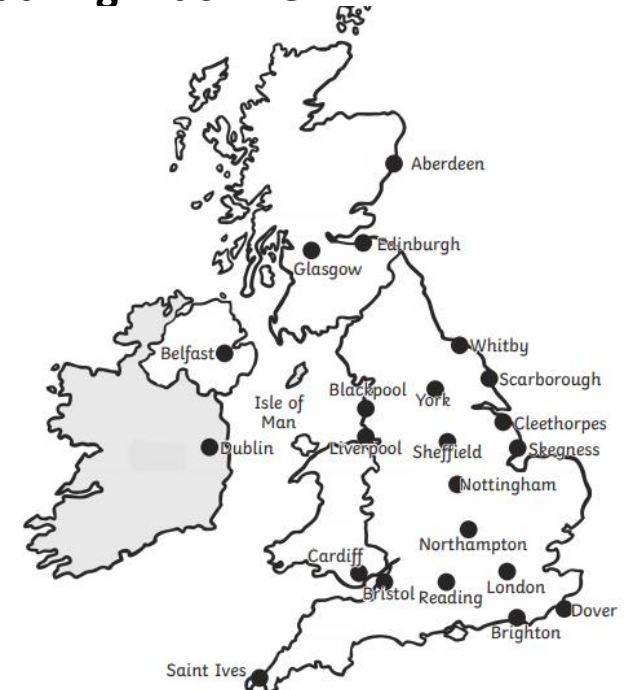 Aberdeen
Edinburgh
Glasgow
Whitby
Belfast
Scarborough
Blackpool
York
Isle of
Man
Cleethorpes
Dublin
Liverpool
Sheffield
Skegness
Nottingham
Northampton
Cardiff
London
Bristol
Reading
Dover
Brighton
Saint Ives